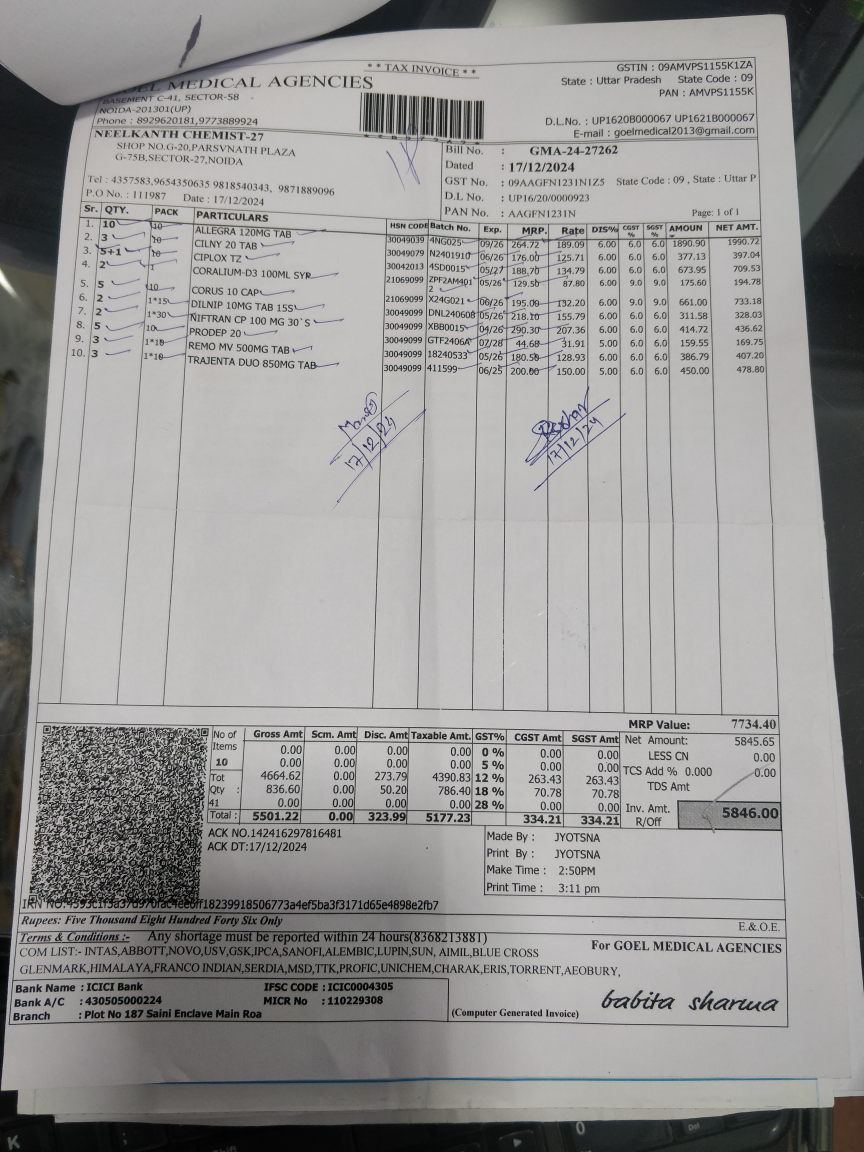 * * TAX INVOICE * *
GOEL MEDICAL AGENCIES
BASEMENT C-41, SECTOR-58
NOIDA-201301(UP)
Phone : 8929620181,9773889924
GSTIN : 09AMVPS1155K1ZA
State : Uttar Pradesh State Code : 09
PAN : AMVPS1155K
D.L.No. : UP1620B000067 UP1621B000067
E-mail : goelmedical2013@gmail.com
NEELKANTH CHEMIST-27
SHOP NO.G-20,PARSVNATH PLAZA
G-75B,SECTOR-27,NOIDA
Tel : 4357583,9654350635 9818540343, 9871889096
P.O No. : 111987 Date : 17/12/2024
Bill No. : GMA-24-27262
Dated : 17/12/2024
GST No. : 09AAGFN1231N1Z5 State Code : 09 , State : Uttar P
D.L No. : UP16/20/0000923
PAN No. : AAGFN1231N Page: 1 of 1
Sr. QTY. PACK PARTICULARS HSN CODE Batch No. Exp. MRP. Rate DIS% CGST % SGST % AMOUN NET AMT.
1. 10 10 ALLEGRA 120MG TAB 30049039 4NG025 09/26 264.72 189.09 6.00 6.0 6.0 1890.90 1990.72
2. 3 10 CILNY 20 TAB 30049079 N2401910 06/26 176.00 125.71 6.00 6.0 6.0 377.13 397.04
3. 5+1 10 CIPLOX TZ 30042013 4SD0015 05/27 188.70 134.79 6.00 6.0 6.0 673.95 709.53
4. 2 1 CORALIUM-D3 100ML SYR 21069099 ZPF2AM401 2 05/26 129.50 87.80 6.00 9.0 9.0 175.60 194.78
5. 5 10 CORUS 10 CAP 21069099 X24G021 06/26 195.09 132.20 6.00 9.0 9.0 661.00 733.18
6. 2 1*15 DILNIP 10MG TAB 15S 30049099 DNL240608 05/26 218.10 155.79 6.00 6.0 6.0 311.58 328.03
7. 2 1*30 NIFTRAN CP 100 MG 30`S 30049099 XBB0015 04/26 290.30 207.36 6.00 6.0 6.0 414.72 436.62
8. 5 10 PRODEP 20 30049099 GTF2406A 07/28 44.68 31.91 5.00 6.0 6.0 159.55 169.75
9. 3 1*10 REMO MV 500MG TAB 30049099 18240533 05/26 180.50 128.93 6.00 6.0 6.0 386.79 407.20
10. 3 1*10 TRAJENTA DUO 850MG TAB 30049099 411599 06/25 200.00 150.00 5.00 6.0 6.0 450.00 478.80
17/12/24
17/12/24
MRP Value: 7734.40
No of Items Gross Amt Scm. Amt Disc. Amt Taxable Amt. GST% CGST Amt SGST Amt
0.00 0.00 0.00 0.00 0 % 0.00 0.00
10 0.00 0.00 0.00 0.00 5 % 0.00 0.00
Tot 4664.62 0.00 273.79 4390.83 12 % 263.43 263.43
Qty : 836.60 0.00 50.20 786.40 18 % 70.78 70.78
41 0.00 0.00 0.00 0.00 28 % 0.00 0.00
Total : 5501.22 0.00 323.99 5177.23 334.21 334.21
Net Amount: 5845.65
LESS CN 0.00
TCS Add % 0.000 0.00
TDS Amt
Inv. Amt. R/Off 5846.00
ACK NO.142416297816481
ACK DT:17/12/2024
Made By : JYOTSNA
Print By : JYOTSNA
Make Time : 2:50PM
Print Time : 3:11 pm
Rupees: Five Thousand Eight Hundred Forty Six Only
E.&O.E.
Terms & Conditions :- Any shortage must be reported within 24 hours(8368213881)
COM LIST:- INTAS,ABBOTT,NOVO,USV,GSK,IPCA,SANOFI,ALEMBIC,LUPIN,SUN, AIMIL,BLUE CROSS
GLENMARK,HIMALAYA,FRANCO INDIAN,SERDIA,MSD,TTK,PROFIC,UNICHEM,CHARAK,ERIS,TORRENT,AEOBURY,
For GOEL MEDICAL AGENCIES
Bank Name : ICICI Bank IFSC CODE : ICIC0004305
Bank A/C : 430505000224 MICR No : 110229308
Branch : Plot No 187 Saini Enclave Main Roa
(Computer Generated Invoice)
babita sharma